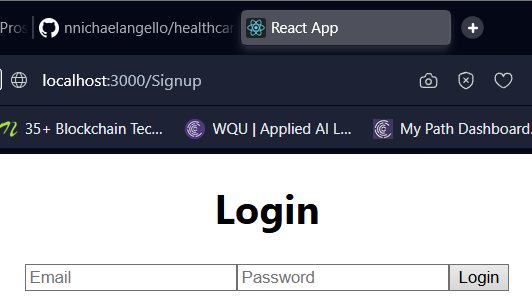 Pros nnichaelangello/healthcar React App
localhost:3000/Signup
35+ Blockchain Tec... WQU | Applied AI L... My Path Dashboard.
Login
Email Password Login